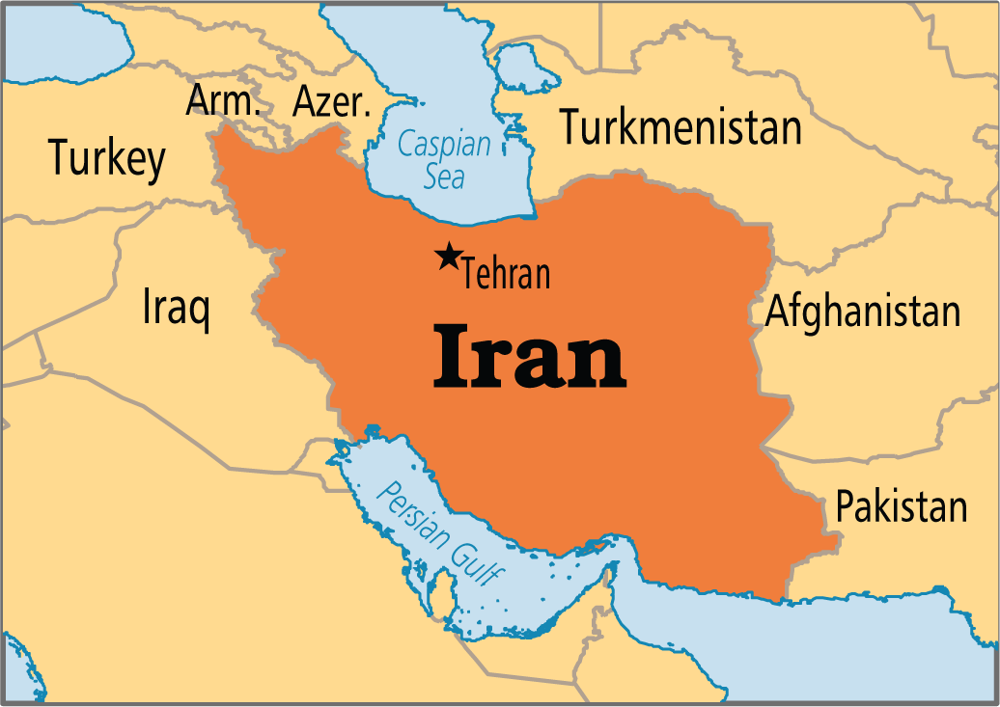 Arm.
Azer.
Turkmenistan
Turkey
Caspian
Sea
Tehran
Iraq
Afghanistan
Iran
Persian Gulf
Pakistan